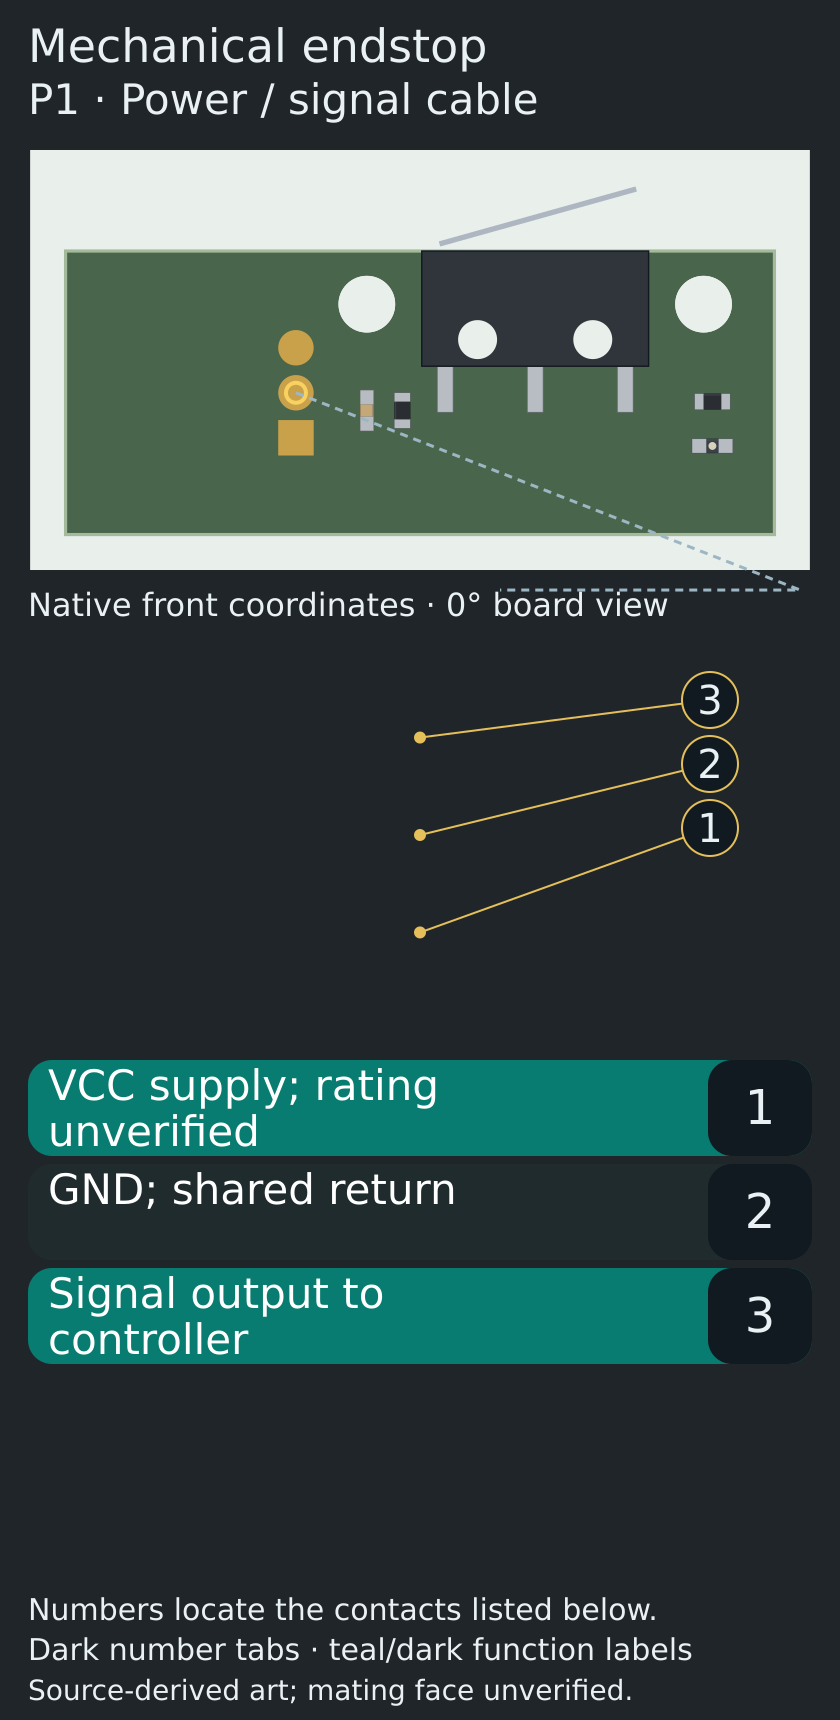 Mechanical endstop
P1 · Power / signal cable
Native front coordinates · 0° board view
3
2
1
VCC supply; rating
unverified
1
GND; shared return
2
Signal output to
controller
3
Numbers locate the contacts listed below.
Dark number tabs · teal/dark function labels
Source-derived art; mating face unverified.